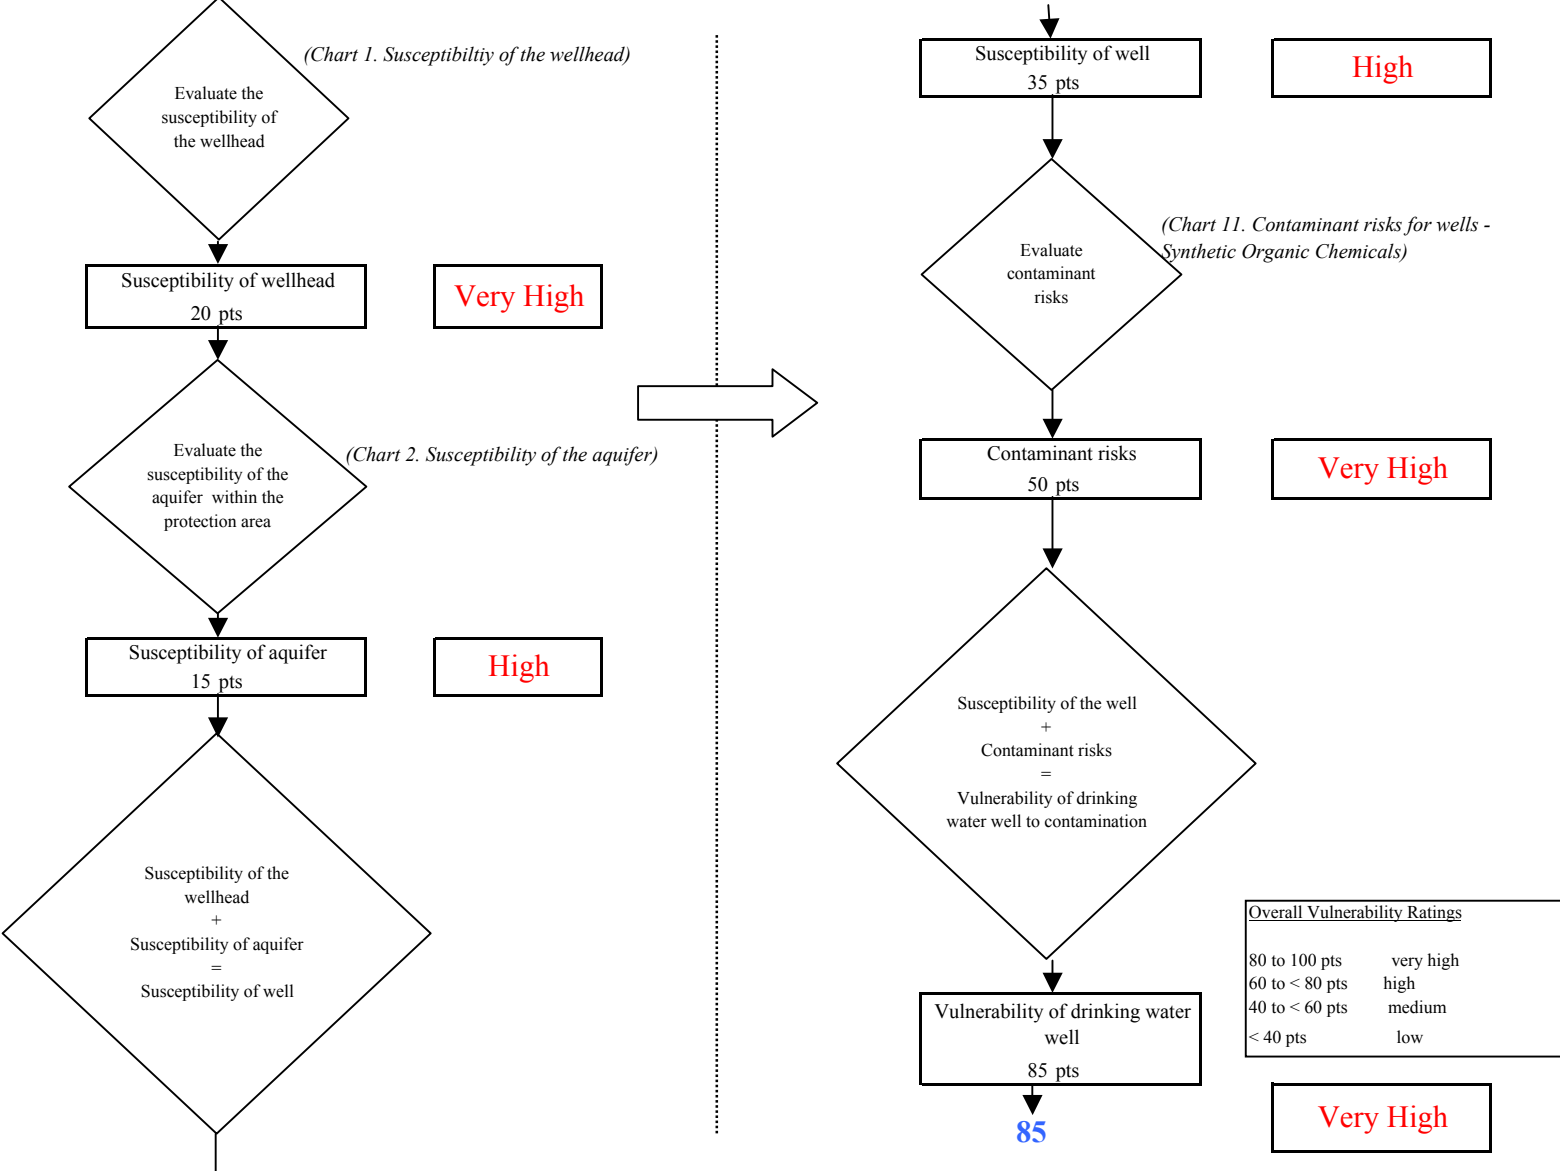 (Chart 1. Susceptibiltiy of the wellhead)
Evaluate the
susceptibility of
the wellhead
Susceptibility of wellhead
20 pts
Very High
Evaluate the
susceptibility of the
aquifer within the
protection area
(Chart 2. Susceptibility of the aquifer)
Susceptibility of aquifer
15 pts
High
Susceptibility of the
wellhead
+
Susceptibility of aquifer
=
Susceptibility of well
Susceptibility of well
35 pts
High
(Chart 11. Contaminant risks for wells -
Synthetic Organic Chemicals)
Evaluate
contaminant
risks
Contaminant risks
50 pts
Very High
Susceptibility of the well
+
Contaminant risks
=
Vulnerability of drinking
water well to contamination
Overall Vulnerability Ratings
80 to 100 pts very high
60 to < 80 pts high
40 to < 60 pts medium
< 40 pts low
Vulnerability of drinking water
well
85 pts
85
Very High